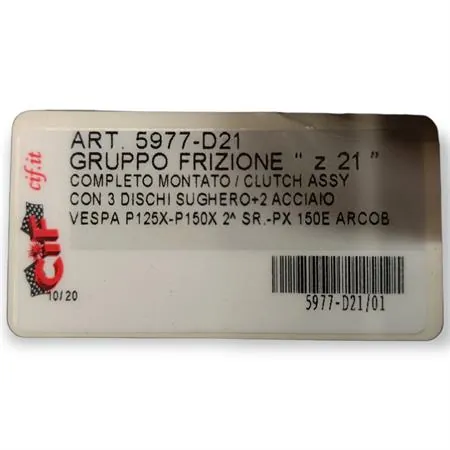 ART. 5977-D21
GRUPPO FRIZIONE “ z 21 ”
COMPLETO MONTATO / CLUTCH ASSY
CON 3 DISCHI SUGHERO+2 ACCIAIO
VESPA P125X-P150X 2^ SR.-PX 150E ARCOB
cif.it
CiF
10/20
5977-D21/01